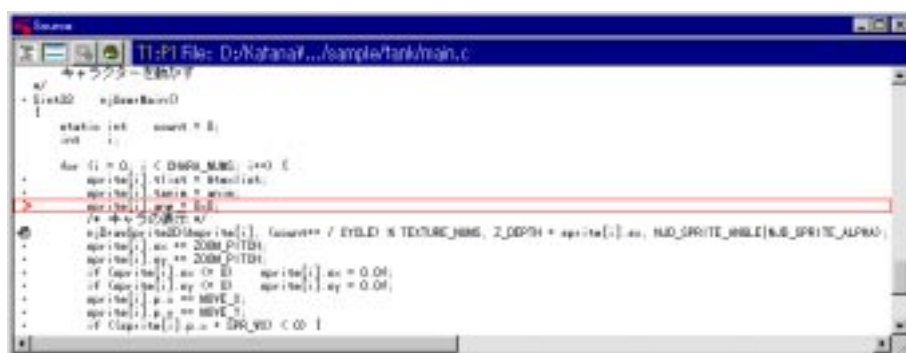 Source
T1:P1 File: D:/Katana¥.../sample/tank/main.c
キャラクターを動かす
*/
Sint32 njUserMain()
{
static int count = 0;
int i;
for (i = 0; i < CHARA_NUMS; i++) {
sprite[i].tlist = &texlist;
sprite[i].tanim = anim;
sprite[i].ang = 0x0;
/* キャラの表示 */
njDrawSprite2D(&sprite[i], (count++ / CYCLE) % TEXTURE_NUMS, Z_DEPTH + sprite[i].sx, NJD_SPRITE_ANGLE|NJD_SPRITE_ALPHA);
sprite[i].sx += ZOOM_PITCH;
sprite[i].sy += ZOOM_PITCH;
if (sprite[i].sx <= 0) sprite[i].sx = 0.04;
if (sprite[i].sy <= 0) sprite[i].sy = 0.04;
sprite[i].p.x += MOVE_X;
sprite[i].p.y += MOVE_Y;
if ((sprite[i].p.x + SPR_WX) < 0) {